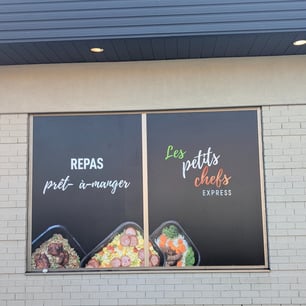 REPAS
prêt- à-manger
Les
petits
chefs
EXPRESS